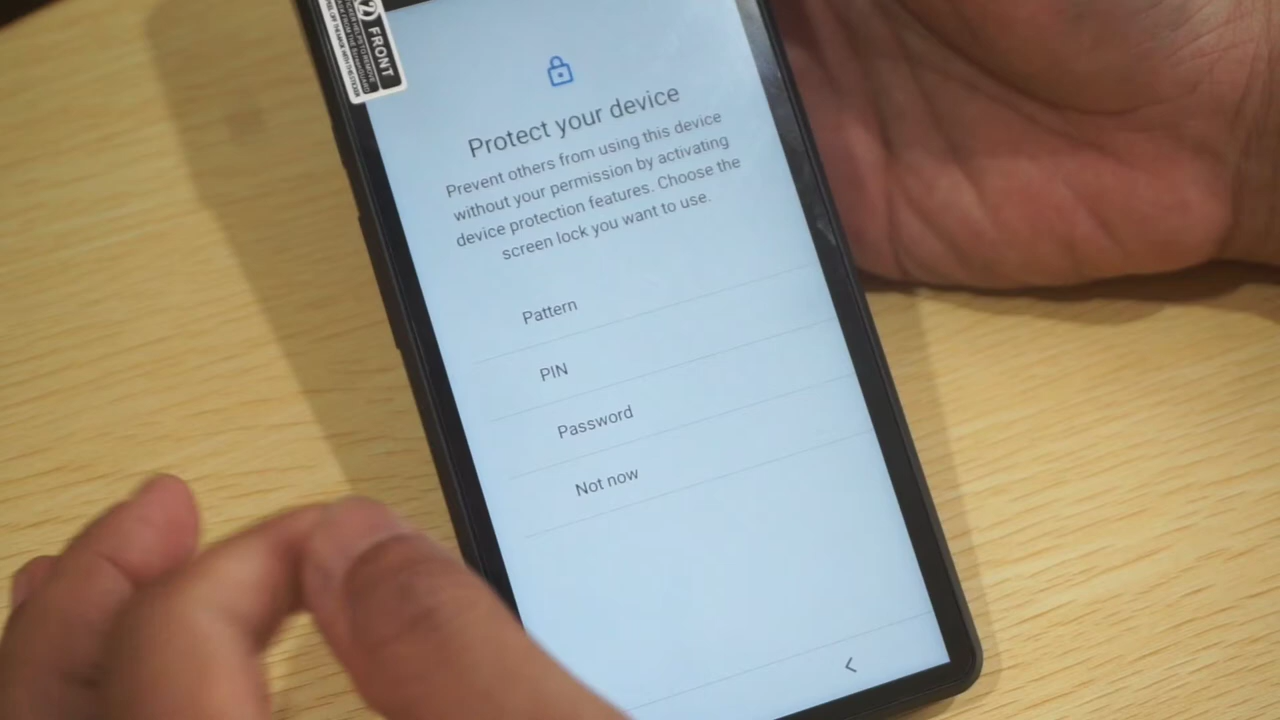 ② FRONT
Protect your device
Prevent others from using this device
without your permission by activating
device protection features. Choose the
screen lock you want to use.
Pattern
PIN
Password
Not now